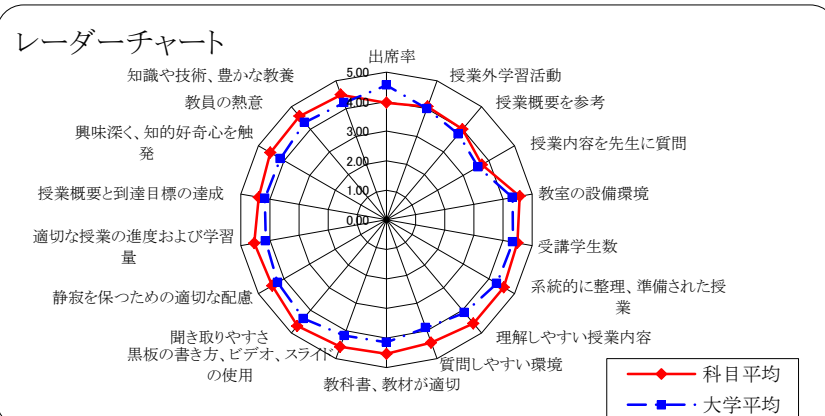 レーダーチャート
出席率
授業外学習活動
授業概要を参考
授業内容を先生に質問
教室の設備環境
受講学生数
系統的に整理、準備された授
業
理解しやすい授業内容
質問しやすい環境
教科書、教材が適切
黒板の書き方、ビデオ、スライド
の使用
聞き取りやすさ
静寂を保つための適切な配慮
適切な授業の進度および学習
量
授業概要と到達目標の達成
興味深く、知的好奇心を触
発
教員の熱意
知識や技術、豊かな教養
5.00
4.00
3.00
2.00
1.00
0.00
科目平均
大学平均